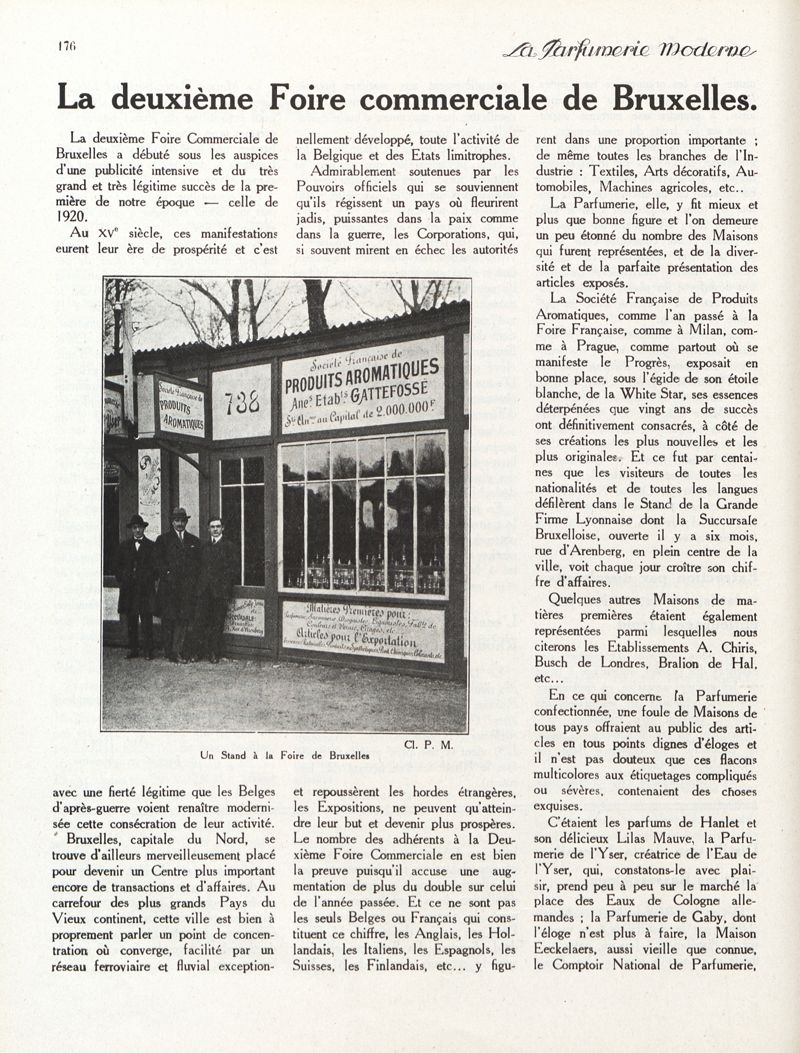 176
La Parfumerie Moderne
La deuxième Foire commerciale de Bruxelles.
La deuxième Foire Commerciale de
Bruxelles a débuté sous les auspices
d'une publicité intensive et du très
grand et très légitime succès de la pre-
mière de notre époque — celle de
1920.
Au XVe siècle, ces manifestations
eurent leur ère de prospérité et c'est
avec une fierté légitime que les Belges
d'après-guerre voient renaître moderni-
sée cette consécration de leur activité.
Bruxelles, capitale du Nord, se
trouve d'ailleurs merveilleusement placé
pour devenir un Centre plus important
encore de transactions et d'affaires. Au
carrefour des plus grands Pays du
Vieux continent, cette ville est bien à
proprement parler un point de concen-
tration où converge, facilité par un
réseau ferroviaire et fluvial exception-
nellement développé, toute l'activité de
la Belgique et des Etats limitrophes.
Admirablement soutenues par les
Pouvoirs officiels qui se souviennent
qu'ils régissent un pays où fleurirent
jadis, puissantes dans la paix comme
dans la guerre, les Corporations, qui,
si souvent mirent en échec les autorités
et repoussèrent les hordes étrangères,
les Expositions, ne peuvent qu'attein-
dre leur but et devenir plus prospères.
Le nombre des adhérents à la Deu-
xième Foire Commerciale en est bien
la preuve puisqu'il accuse une aug-
mentation de plus du double sur celui
de l'année passée. Et ce ne sont pas
les seuls Belges ou Français qui cons-
tituent ce chiffre, les Anglais, les Hol-
landais, les Italiens, les Espagnols, les
Suisses, les Finlandais, etc... y figu-
rent dans une proportion importante ;
de même toutes les branches de l'In-
dustrie : Textiles, Arts décoratifs, Au-
tomobiles, Machines agricoles, etc..
La Parfumerie, elle, y fit mieux et
plus que bonne figure et l'on demeure
un peu étonné du nombre des Maisons
qui furent représentées, et de la diver-
sité et de la parfaite présentation des
articles exposés.
La Société Française de Produits
Aromatiques, comme l'an passé à la
Foire Française, comme à Milan, com-
me à Prague, comme partout où se
manifeste le Progrès, exposait en
bonne place, sous l'égide de son étoile
blanche, de la White Star, ses essences
déterpénées que vingt ans de succès
ont définitivement consacrés, à côté de
ses créations les plus nouvelles et les
plus originales. Et ce fut par centai-
nes que les visiteurs de toutes les
nationalités et de toutes les langues
défilèrent dans le Stand de la Grande
Firme Lyonnaise dont la Succursale
Bruxelloise, ouverte il y a six mois,
rue d'Arenberg, en plein centre de la
ville, voit chaque jour croître son chif-
fre d'affaires.
Quelques autres Maisons de ma-
tières premières étaient également
représentées parmi lesquelles nous
citerons les Etablissements A. Chiris,
Busch de Londres, Bralion de Hal,
etc...
En ce qui concerne la Parfumerie
confectionnée, une foule de Maisons de
tous pays offraient au public des arti-
cles en tous points dignes d'éloges et
il n'est pas douteux que ces flacons
multicolores aux étiquetages compliqués
ou sévères, contenaient des choses
exquises.
C'étaient les parfums de Hanlet et
son délicieux Lilas Mauve, la Parfu-
merie de l'Yser, créatrice de l'Eau de
l'Yser, qui, constatons-le avec plai-
sir, prend peu à peu sur le marché la
place des Eaux de Cologne alle-
mandes ; la Parfumerie de Gaby, dont
l'éloge n'est plus à faire, la Maison
Eeckelaers, aussi vieille que connue,
le Comptoir National de Parfumerie,
Société Française de
PRODUITS
AROMATIQUES
738
Société Française de
PRODUITS AROMATIQUES
Anc.s Etab.ts GATTEFOSSE
Sté An.me au Capital de 2.000.000 F
Matières Premières pour :
Articles pour l'Exportation
Cl. P. M.
Un Stand à la Foire de Bruxelles